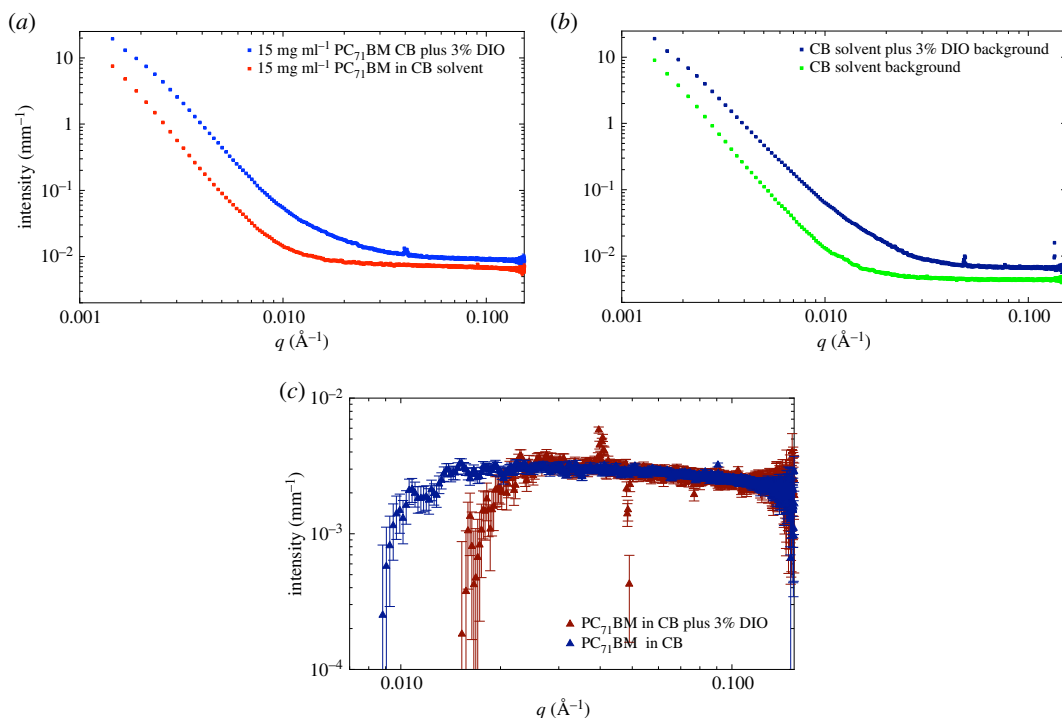 (a)
(b)
10
1
10⁻¹
10⁻²
intensity (mm⁻¹)
15 mg ml⁻¹ PC₇₁BM CB plus 3% DIO
15 mg ml⁻¹ PC₇₁BM in CB solvent
0.001
0.010
0.100
q (Å⁻¹)
10
1
10⁻¹
10⁻²
CB solvent plus 3% DIO background
CB solvent background
0.001
0.010
0.100
q (Å⁻¹)
(c)
10⁻²
10⁻³
10⁻⁴
intensity (mm⁻¹)
PC₇₁BM in CB plus 3% DIO
PC₇₁BM in CB
0.010
0.100
q (Å⁻¹)